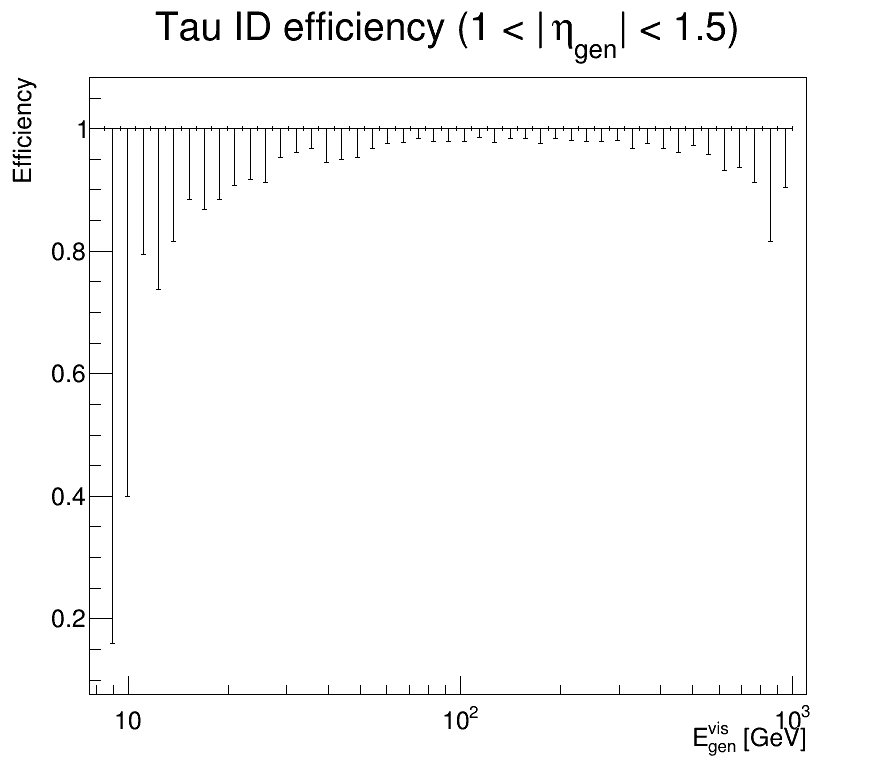 Tau ID efficiency (1 < |η_gen| < 1.5)
Efficiency
1
0.8
0.6
0.4
0.2
10
10²
10³
E_gen^vis [GeV]